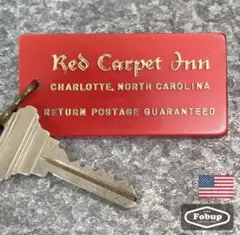 Red Carpet Inn
CHARLOTTE, NORTH CAROLINA
RETURN POSTAGE GUARANTEED
Fobup